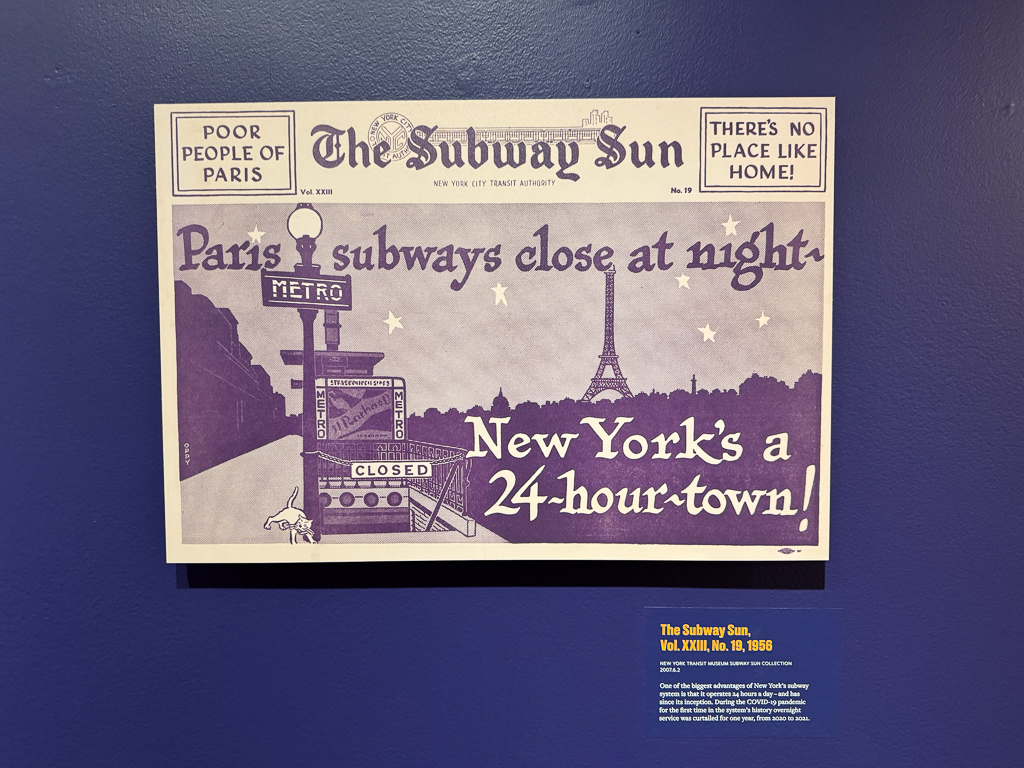 POOR
PEOPLE OF
PARIS
The Subway Sun
NEW YORK CITY TRANSIT AUTHORITY
Vol. XXIII
No. 19
THERE'S NO
PLACE LIKE
HOME!
Paris subways close at night~
METRO
METRO
METRO
CLOSED
OPPY
New York's a
24-hour-town!
The Subway Sun,
Vol. XXIII, No. 19, 1956
NEW YORK TRANSIT MUSEUM SUBWAY SUN COLLECTION
2007.6.2
One of the biggest advantages of New York's subway
system is that it operates 24 hours a day – and has
since its inception. During the COVID-19 pandemic
for the first time in the system's history overnight
service was curtailed for one year, from 2020 to 2021.